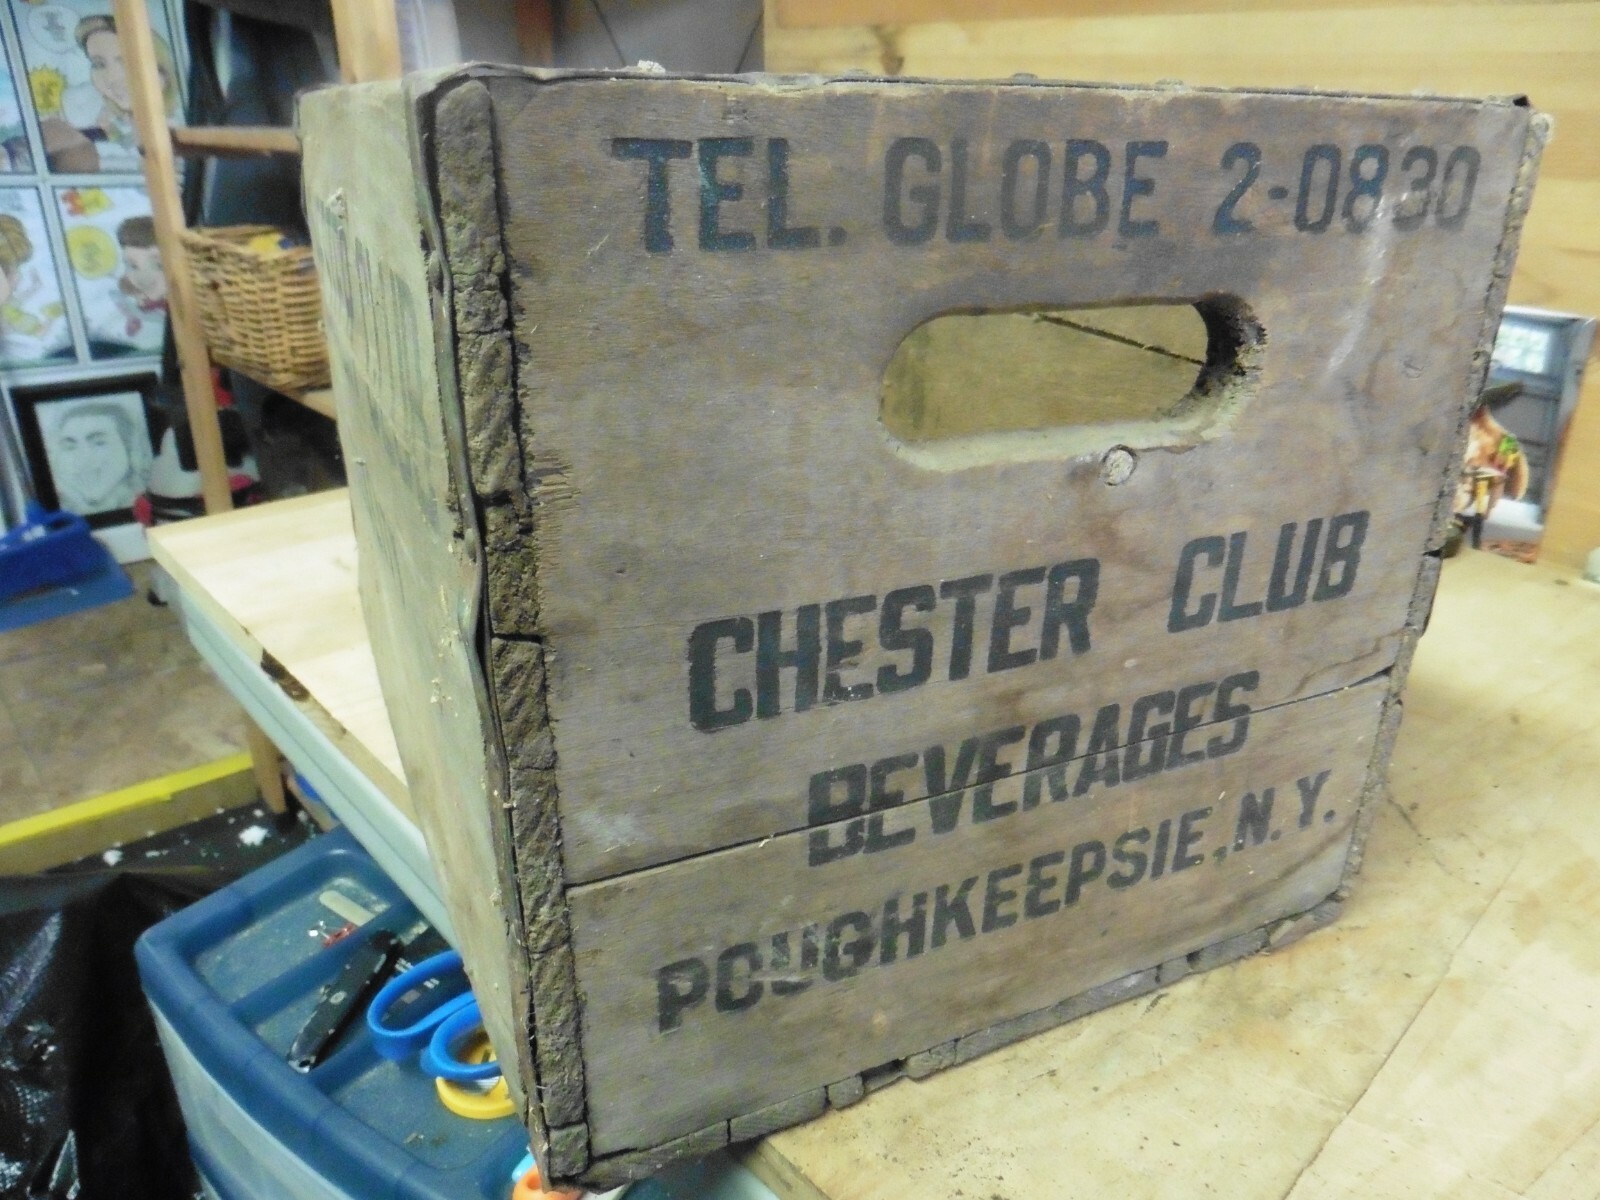 TEL. GLOBE 2-0830
CHESTER CLUB
BEVERAGES
POUGHKEEPSIE, N.Y.